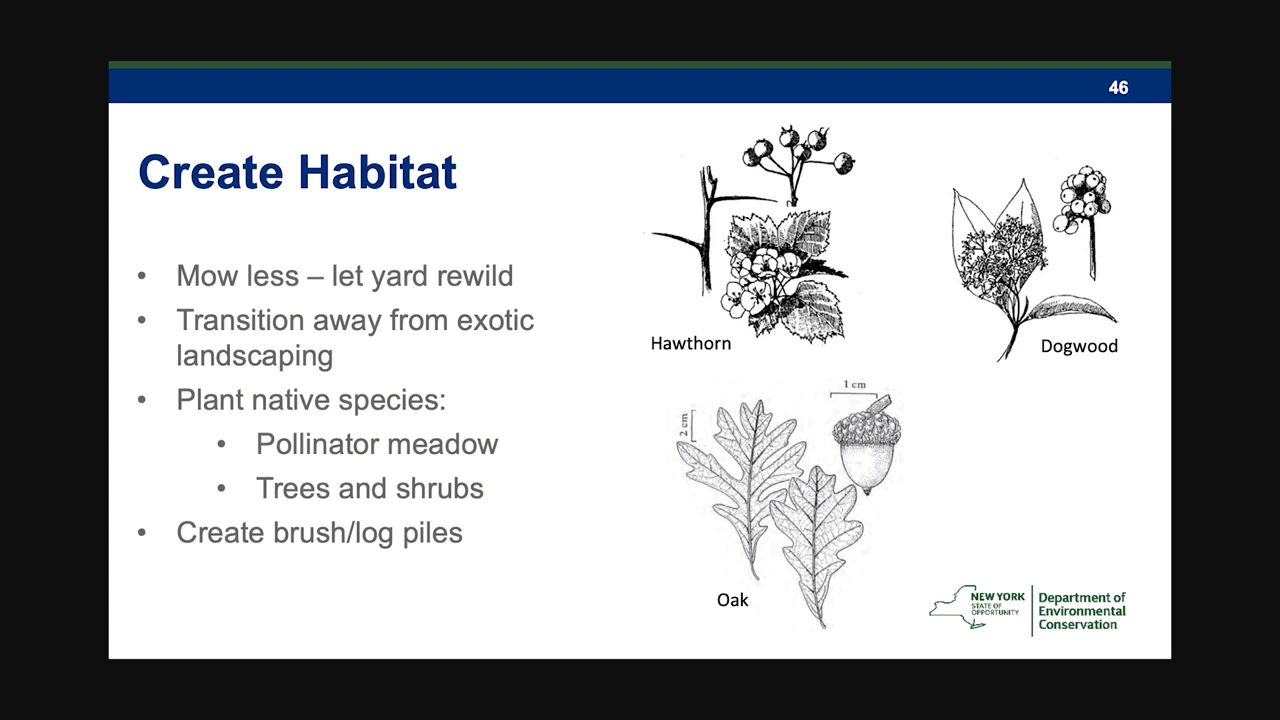 46
Create Habitat
• Mow less – let yard rewild
• Transition away from exotic
landscaping
• Plant native species:
• Pollinator meadow
• Trees and shrubs
• Create brush/log piles
Hawthorn
Dogwood
1 cm
2 cm
Oak
NEW YORK
STATE OF
OPPORTUNITY
Department of
Environmental
Conservation